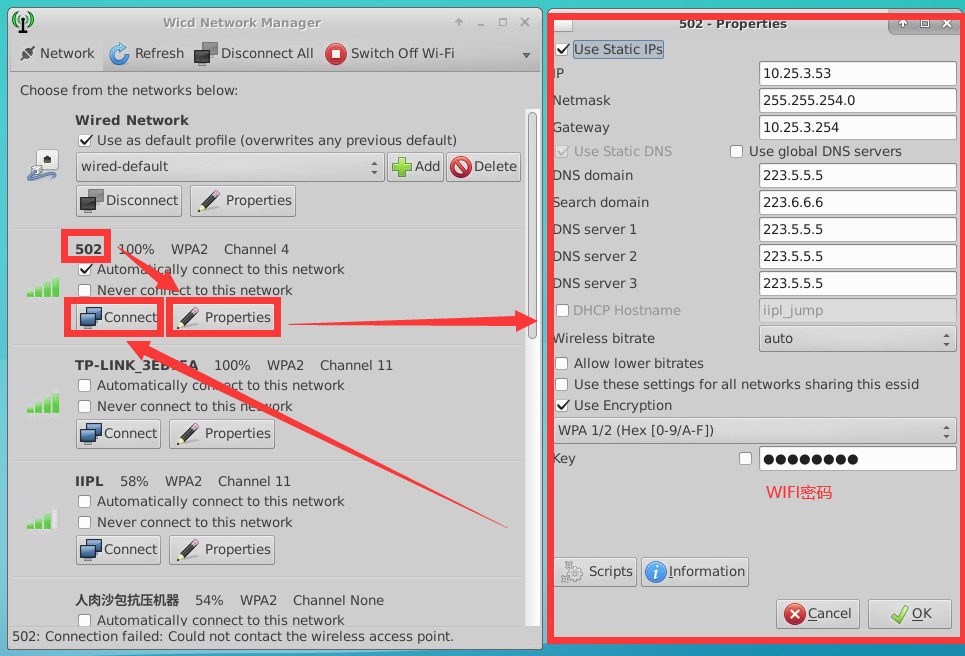 Wicd Network Manager
Network Refresh Disconnect All Switch Off Wi-Fi
Choose from the networks below:
Wired Network
Use as default profile (overwrites any previous default)
wired-default Add Delete
Disconnect Properties
502 100% WPA2 Channel 4
Automatically connect to this network
Never connect to this network
Connect Properties
100% WPA2 Channel 11
Automatically connect to this network
Never connect to this network
Connect Properties
IIPL 58% WPA2 Channel 11
Automatically connect to this network
Never connect to this network
Connect Properties
人肉沙包抗压机器 54% WPA2 Channel None
Automatically connect to this network
502: Connection failed: Could not contact the wireless access point.
502 - Properties
Use Static IPs
IP 10.25.3.53
Netmask 255.255.254.0
Gateway 10.25.3.254
Use Static DNS Use global DNS servers
DNS domain 223.5.5.5
Search domain 223.6.6.6
DNS server 1 223.5.5.5
DNS server 2 223.5.5.5
DNS server 3 223.5.5.5
DHCP Hostname iipl_jump
Wireless bitrate auto
Allow lower bitrates
Use these settings for all networks sharing this essid
Use Encryption
WPA 1/2 (Hex [0-9/A-F])
Key ●●●●●●●●
WIFI密码
Scripts Information
Cancel OK